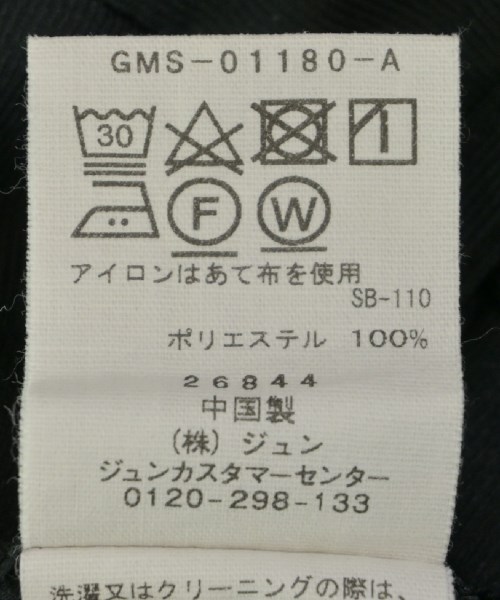 GMS-01180-A
30
F W
アイロンはあて布を使用
SB-110
ポリエステル 100%
26844
中国製
(株) ジュン
ジュンカスタマーセンター
0120-298-133
洗濯又はクリーニングの際は、